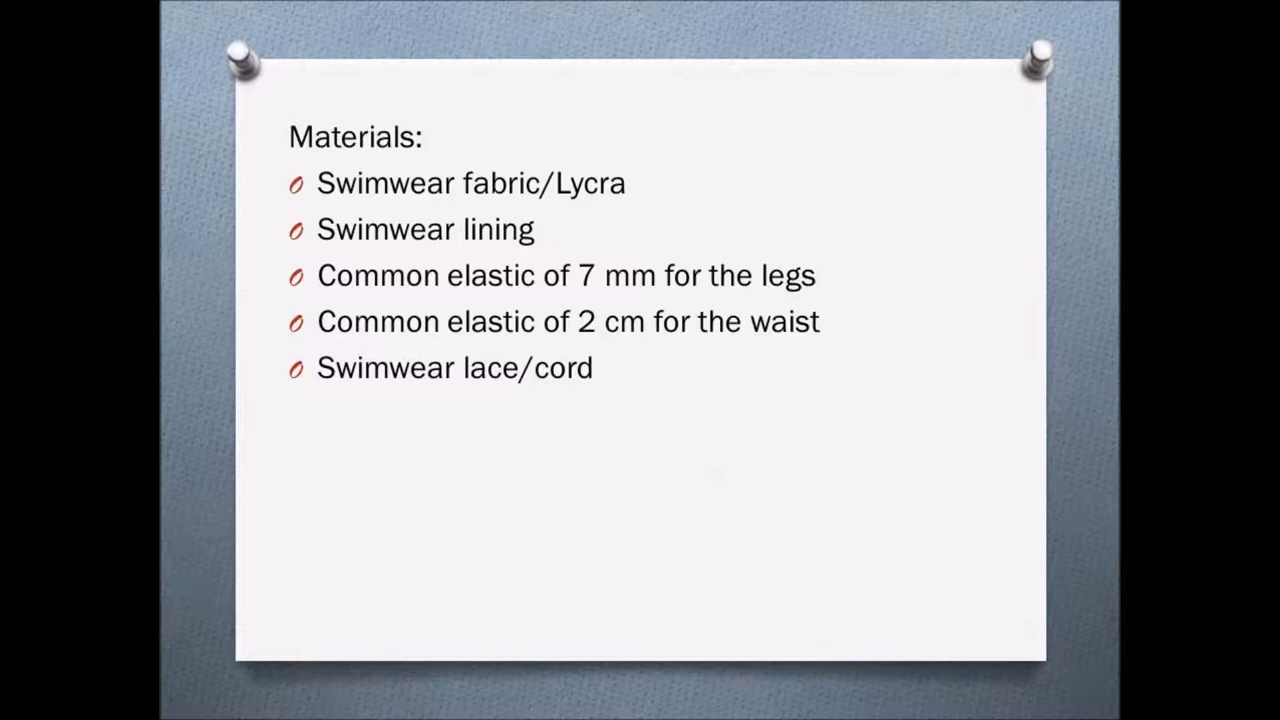 Materials:
Swimwear fabric/Lycra
Swimwear lining
Common elastic of 7 mm for the legs
Common elastic of 2 cm for the waist
Swimwear lace/cord